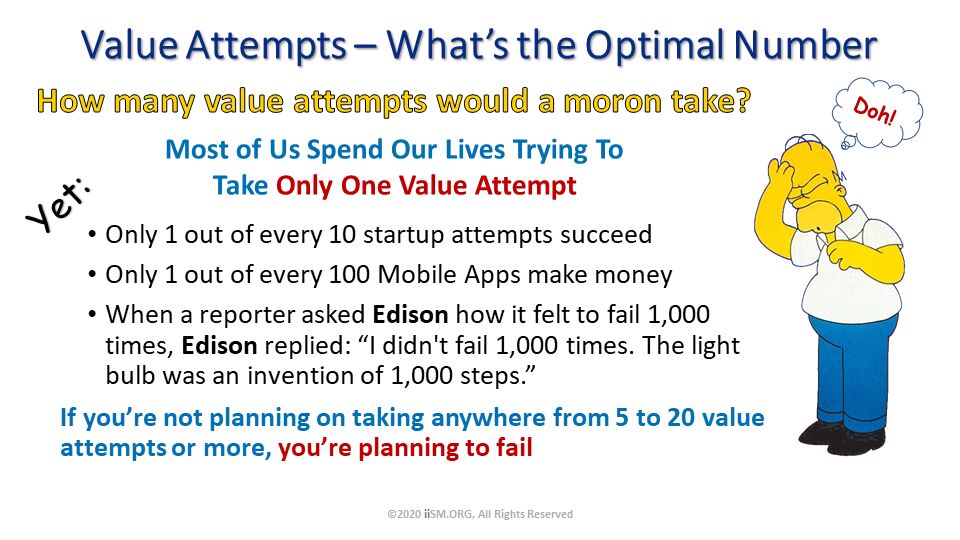 Value Attempts – What’s the Optimal Number
How many value attempts would a moron take?
Doh!
Most of Us Spend Our Lives Trying To
Take Only One Value Attempt
Yet:
• Only 1 out of every 10 startup attempts succeed
• Only 1 out of every 100 Mobile Apps make money
• When a reporter asked Edison how it felt to fail 1,000
times, Edison replied: “I didn't fail 1,000 times. The light
bulb was an invention of 1,000 steps.”
If you’re not planning on taking anywhere from 5 to 20 value
attempts or more, you’re planning to fail
©2020 iiSM.ORG, All Rights Reserved